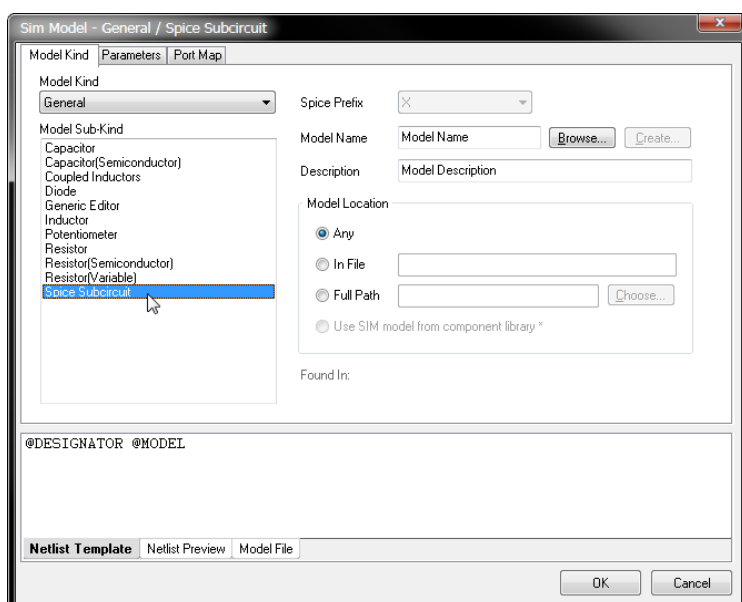 Sim Model - General / Spice Subcircuit
Model Kind Parameters Port Map
Model Kind
General
Model Sub-Kind
Capacitor
Capacitor(Semiconductor)
Coupled Inductors
Diode
Generic Editor
Inductor
Potentiometer
Resistor
Resistor(Semiconductor)
Resistor(Variable)
Spice Subcircuit
Spice Prefix X
Model Name Model Name Browse... Create...
Description Model Description
Model Location
Any
In File
Full Path Choose...
Use SIM model from component library *
Found In:
@DESIGNATOR @MODEL
Netlist Template Netlist Preview Model File
OK Cancel